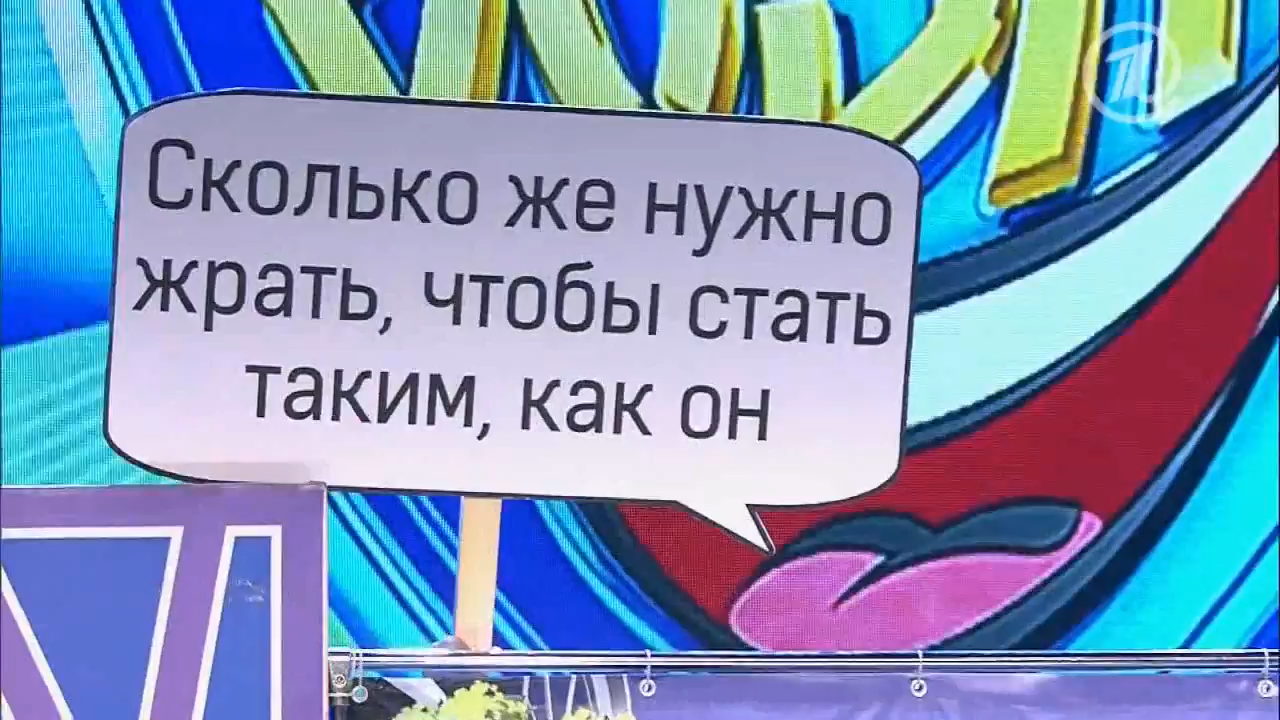 Сколько же нужно
жрать, чтобы стать
таким, как он